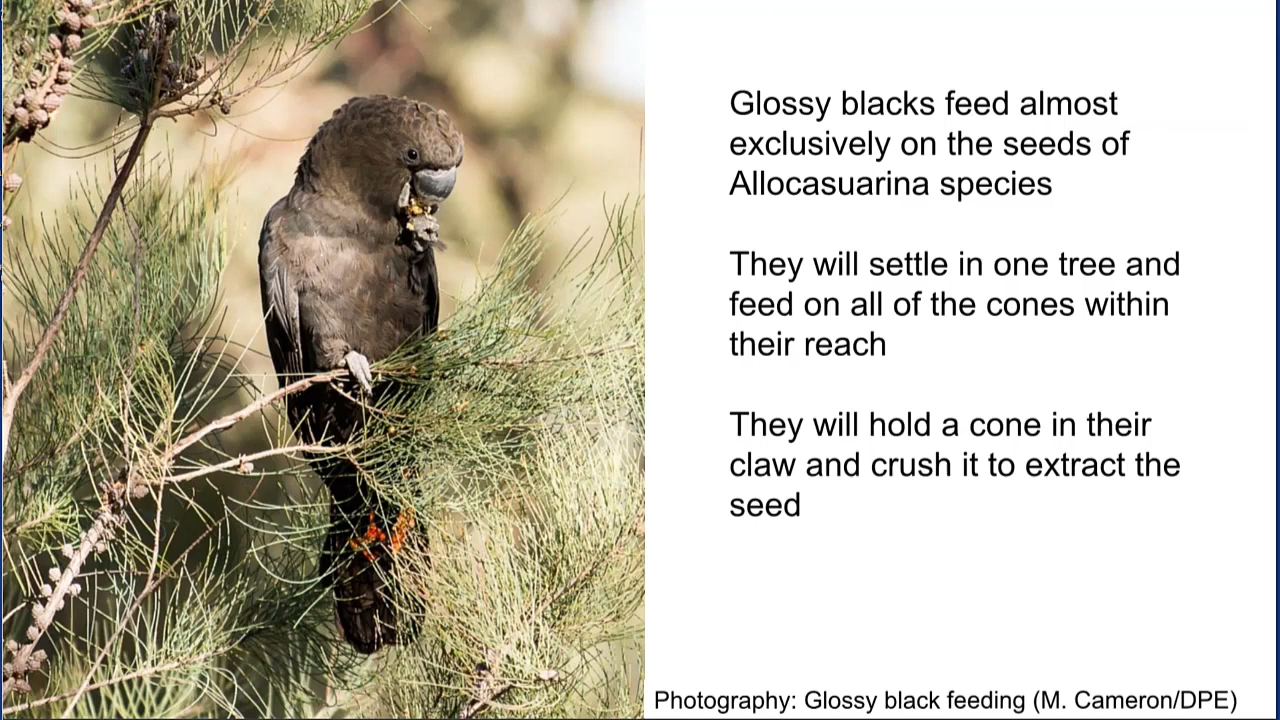 Glossy blacks feed almost
exclusively on the seeds of
Allocasuarina species
They will settle in one tree and
feed on all of the cones within
their reach
They will hold a cone in their
claw and crush it to extract the
seed
Photography: Glossy black feeding (M. Cameron/DPE)